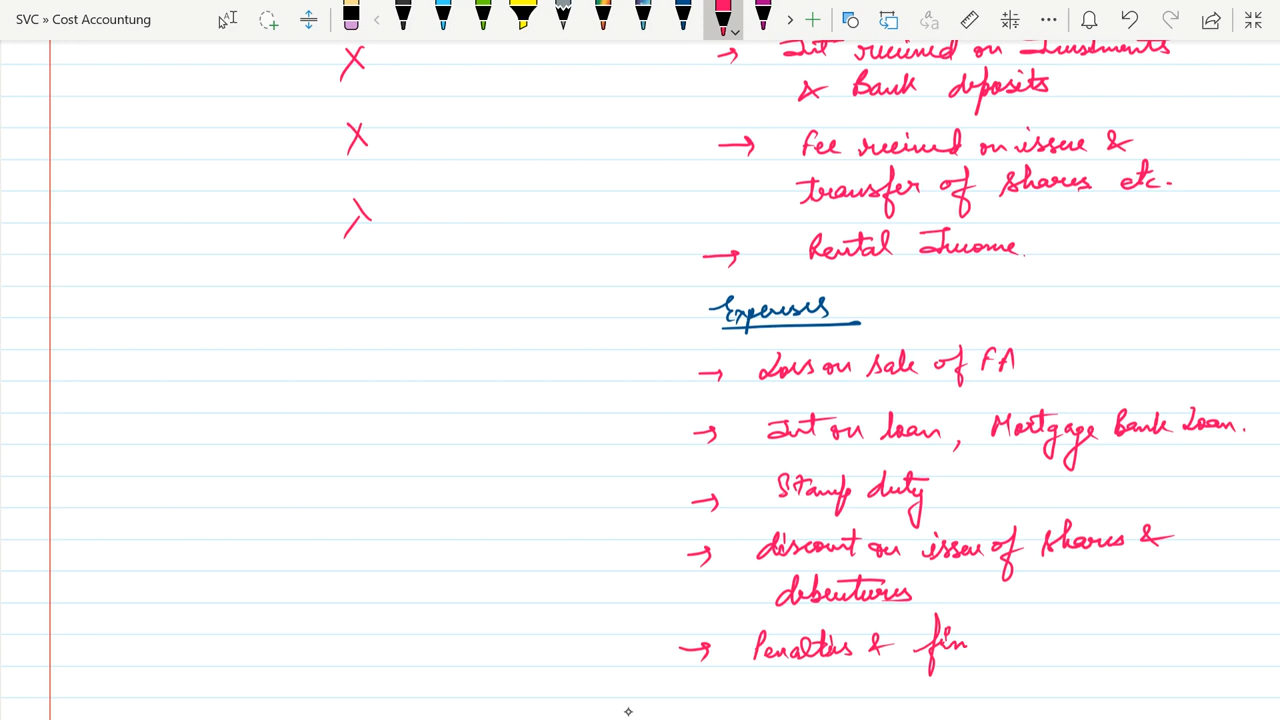 SVC » Cost Accountung
X
→ Int received on Investments
& Bank deposits
X
→ Fee received on issue &
transfer of shares etc.
→ Rental Income.
Expenses
→ Loss on sale of FA
→ Int on loan, Mortgage Bank Loan.
→ Stamp duty
→ discount on issue of shares &
debentures
→ Penalties & fin